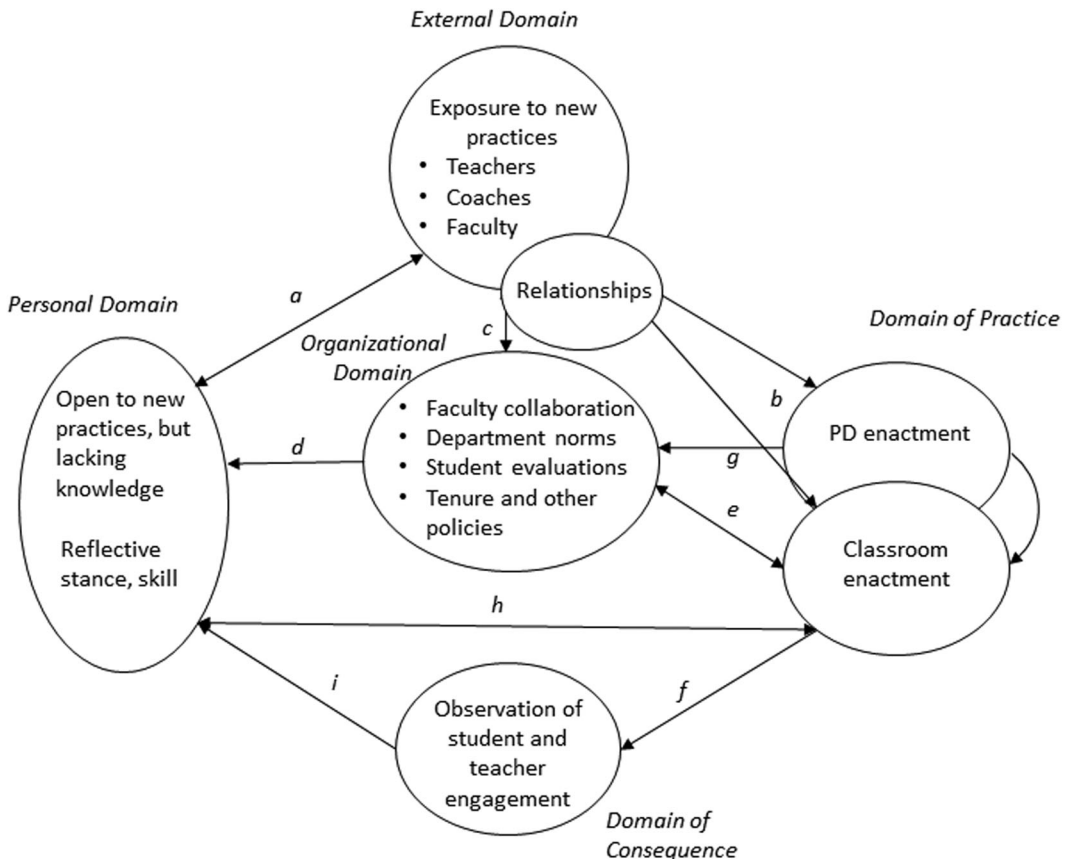 External Domain
Exposure to new
practices
• Teachers
• Coaches
• Faculty
Relationships
a
Personal Domain
c
Organizational
Domain
Domain of Practice
Open to new
practices, but
lacking
knowledge
Reflective
stance, skill
d
• Faculty collaboration
• Department norms
• Student evaluations
• Tenure and other
policies
b
PD enactment
g
e
Classroom
enactment
h
i
f
Observation of
student and
teacher
engagement
Domain of
Consequence